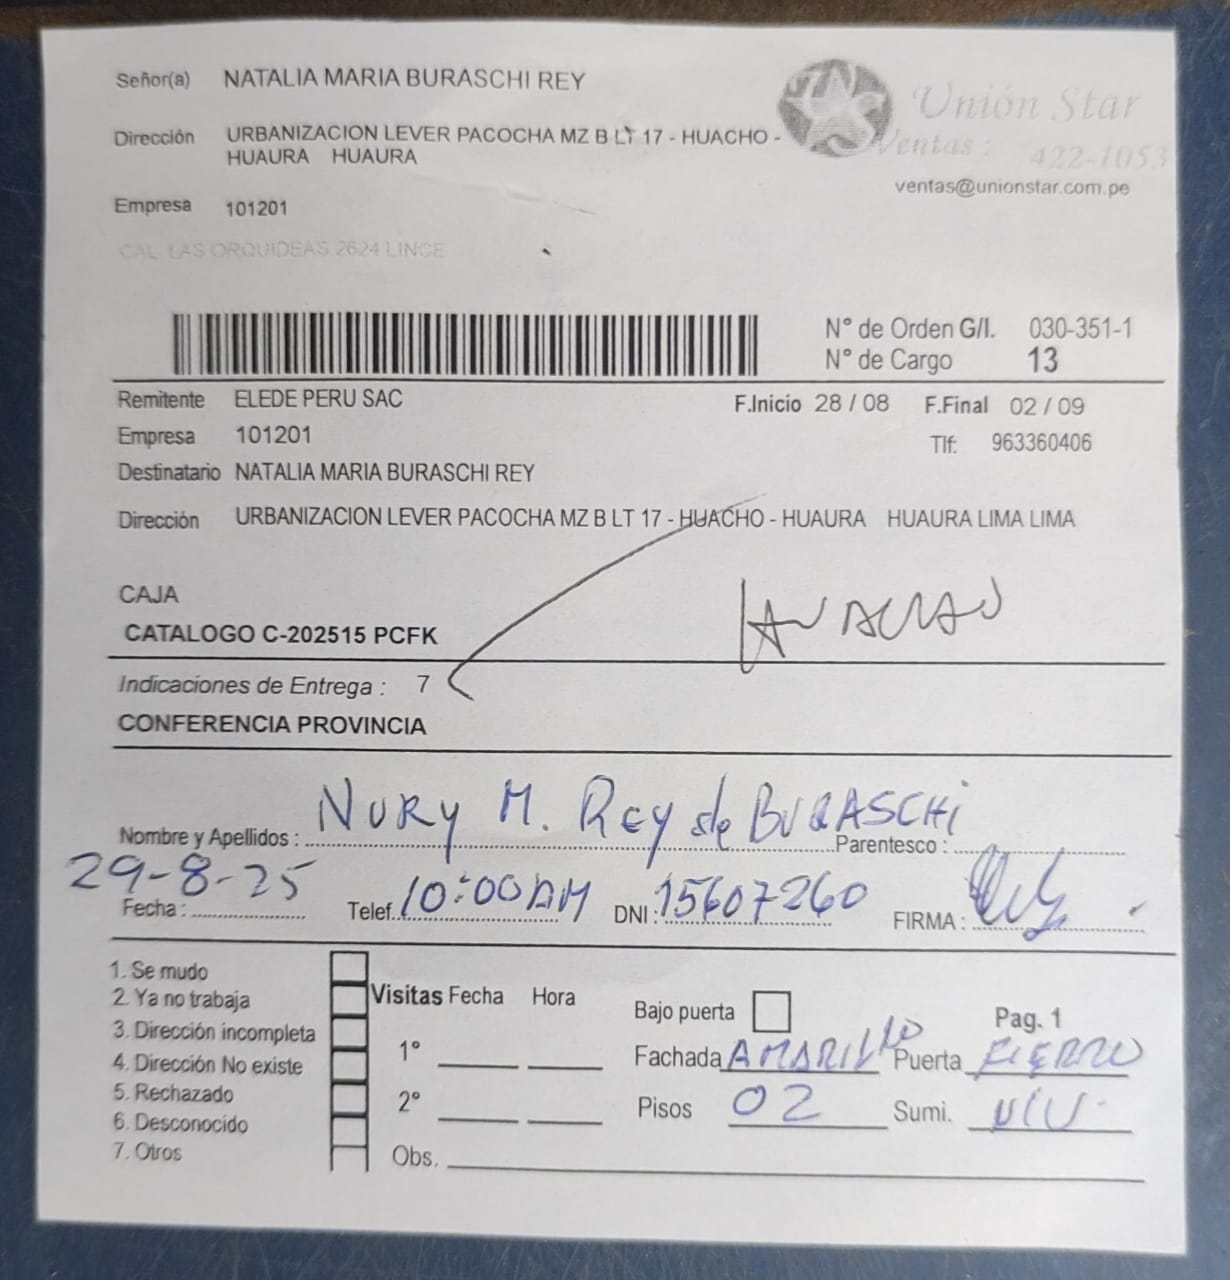 Señor(a) NATALIA MARIA BURASCHI REY
Unión Star
Dirección URBANIZACION LEVER PACOCHA MZ B LT 17 - HUACHO -
HUAURA HUAURA
Ventas : 422-1053
ventas@unionstar.com.pe
Empresa 101201
CAL LAS ORQUIDEAS 2624 LINCE
N° de Orden G/I. 030-351-1
N° de Cargo 13
Remitente ELEDE PERU SAC
F.Inicio 28 / 08 F.Final 02 / 09
Empresa 101201
Tlf: 963360406
Destinatario NATALIA MARIA BURASCHI REY
Dirección URBANIZACION LEVER PACOCHA MZ B LT 17 - HUACHO - HUAURA HUAURA LIMA LIMA
CAJA
CATALOGO C-202515 PCFK
Indicaciones de Entrega : 7
CONFERENCIA PROVINCIA
Nombre y Apellidos : NURY M. REY de BURASCHi Parentesco :
Fecha : 29-8-25 Telef. 10:00AM DNI : 15607260 FIRMA :
1. Se mudo
2. Ya no trabaja
3. Dirección incompleta
4. Dirección No existe
5. Rechazado
6. Desconocido
7. Otros
Visitas Fecha Hora
1°
2°
Obs.
Bajo puerta
Pag. 1
Fachada AMARILLO Puerta FIERRO
Pisos 02 Sumi.